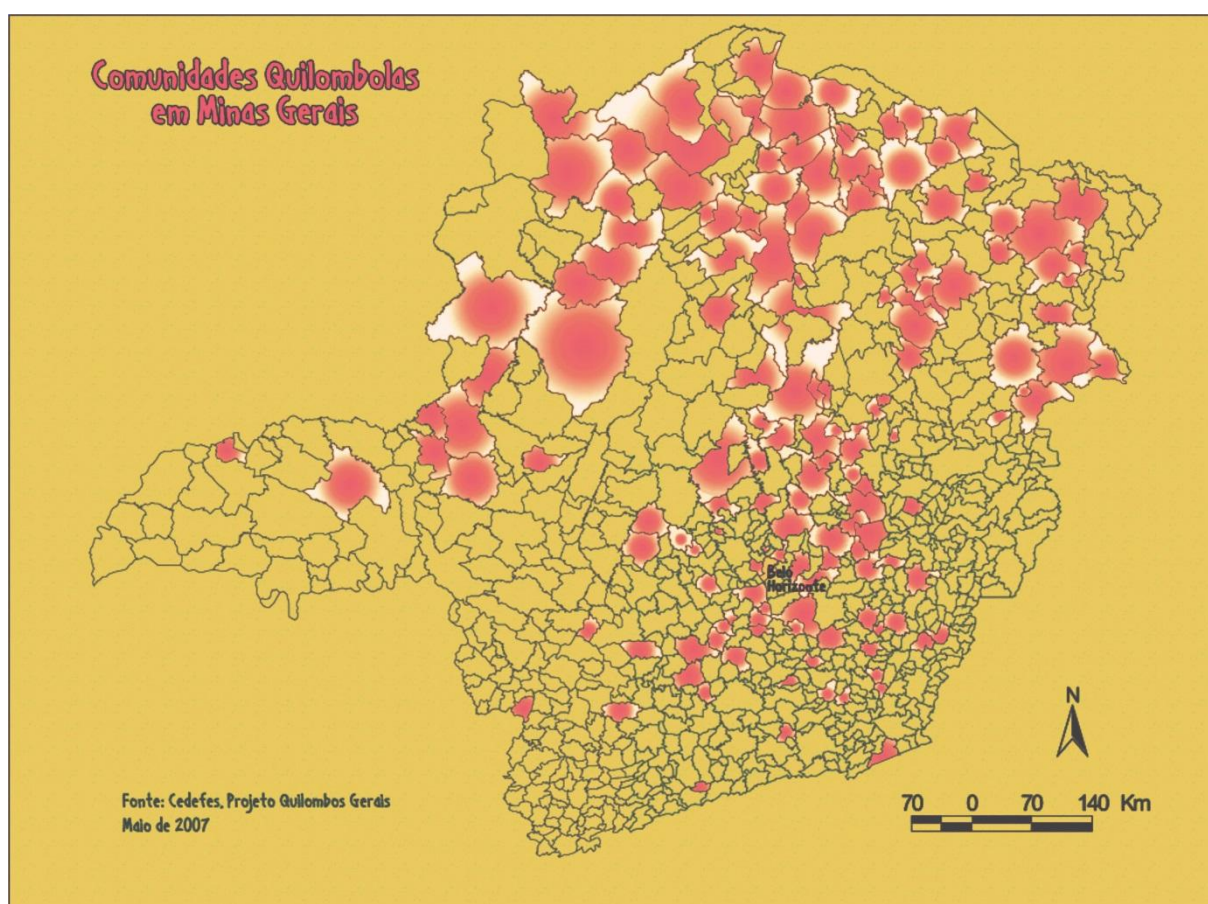 Comunidades Quilombolas
em Minas Gerais
Belo
Horizonte
N
Fonte: Cedefes, Projeto Quilombos Gerais
Maio de 2007
70 0 70 140 Km